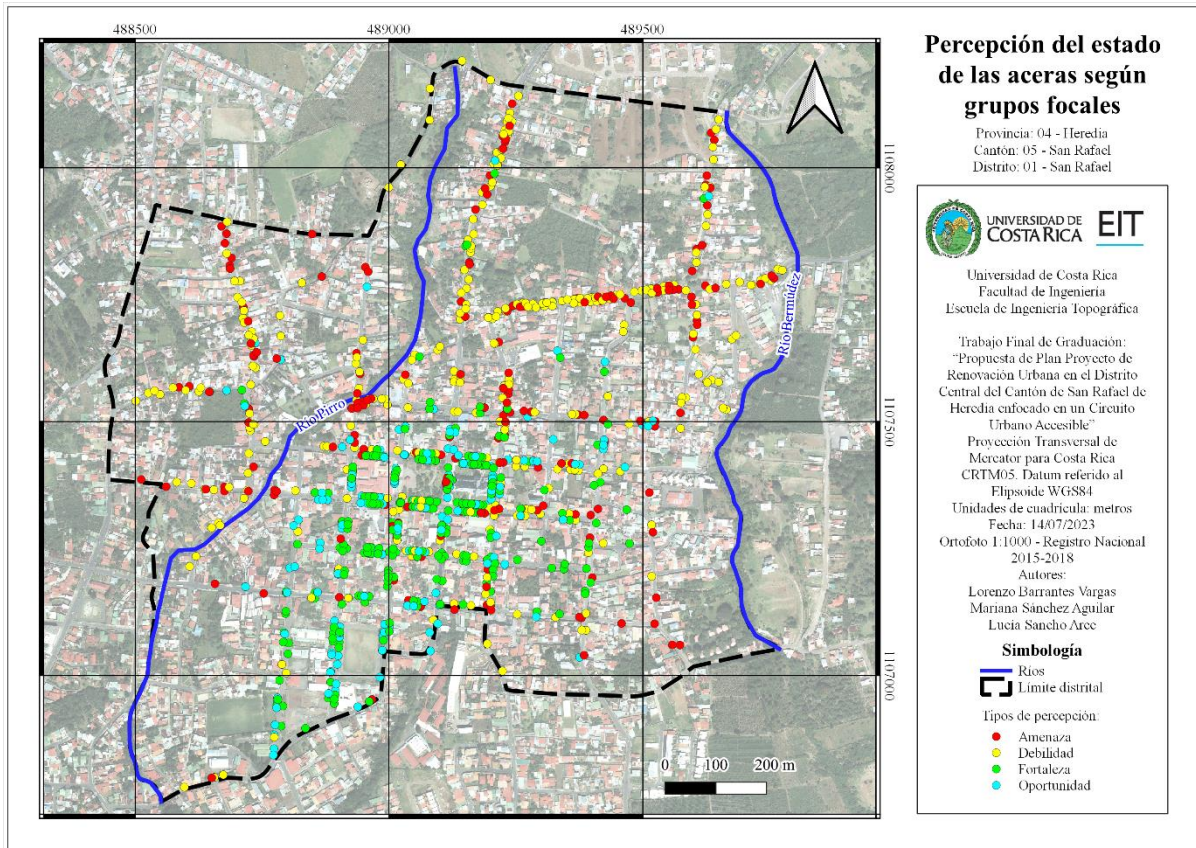 488500 489000 489500
1108000
1107500
1107000
Río Pirro
Río Bermúdez
0 100 200 m
Percepción del estado
de las aceras según
grupos focales
Provincia: 04 - Heredia
Cantón: 05 - San Rafael
Distrito: 01 - San Rafael
UNIVERSIDAD DE
COSTA RICA
EIT
Universidad de Costa Rica
Facultad de Ingeniería
Escuela de Ingeniería Topográfica
Trabajo Final de Graduación:
“Propuesta de Plan Proyecto de
Renovación Urbana en el Distrito
Central del Cantón de San Rafael de
Heredia enfocado en un Circuito
Urbano Accesible”
Proyección Transversal de
Mercator para Costa Rica
CRTM05. Datum referido al
Elipsoide WGS84
Unidades de cuadrícula: metros
Fecha: 14/07/2023
Ortofoto 1:1000 - Registro Nacional
2015-2018
Autores:
Lorenzo Barrantes Vargas
Mariana Sánchez Aguilar
Lucía Sancho Arce
Simbología
Ríos
Límite distrital
Tipos de percepción:
Amenaza
Debilidad
Fortaleza
Oportunidad